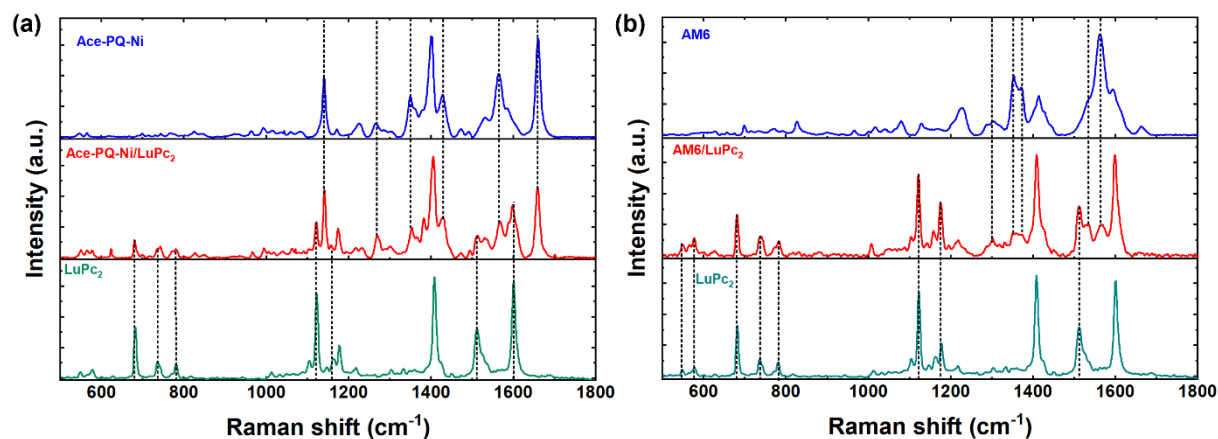 (a)
Ace-PQ-Ni
Ace-PQ-Ni/LuPc₂
LuPc₂
Intensity (a.u.)
600 800 1000 1200 1400 1600 1800
Raman shift (cm⁻¹)
(b)
AM6
AM6/LuPc₂
LuPc₂
Intensity (a.u.)
600 800 1000 1200 1400 1600 1800
Raman shift (cm⁻¹)